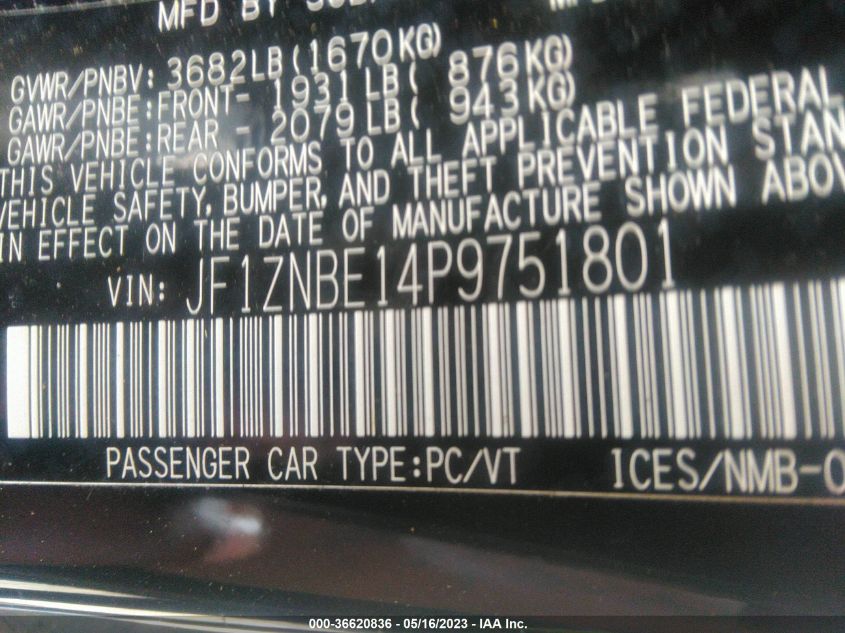 MFD BY
GVWR/PNBV: 3682LB(1670KG)
GAWR/PNBE:FRONT- 1931LB( 876KG)
GAWR/PNBE:REAR - 2079LB( 943KG)
THIS VEHICLE CONFORMS TO ALL APPLICABLE FEDERAL
VEHICLE SAFETY, BUMPER, AND THEFT PREVENTION STAN
IN EFFECT ON THE DATE OF MANUFACTURE SHOWN ABOV
VIN: JF1ZNBE14P9751801
PASSENGER CAR TYPE:PC/VT ICES/NMB-0
000-36620836 - 05/16/2023 - IAA Inc.